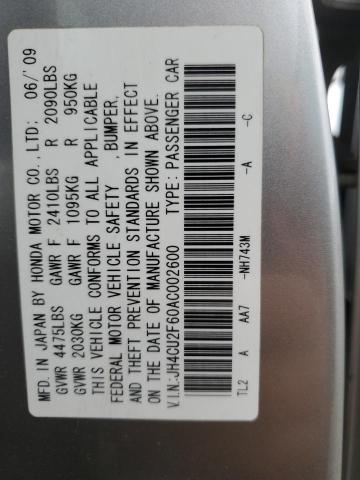 MFD. IN JAPAN BY HONDA MOTOR CO., LTD; 06/'09
GVWR 4475LBS GAWR F 2410LBS R 2090LBS
GVWR 2030KG GAWR F 1095KG R 950KG
THIS VEHICLE CONFORMS TO ALL APPLICABLE
FEDERAL MOTOR VEHICLE SAFETY ,BUMPER,
AND THEFT PREVENTION STANDARDS IN EFFECT
ON THE DATE OF MANUFACTURE SHOWN ABOVE.
V.I.N:JH4CU2F60AC002600 TYPE: PASSENGER CAR
TL2 A AA7 -NH743M -A -C